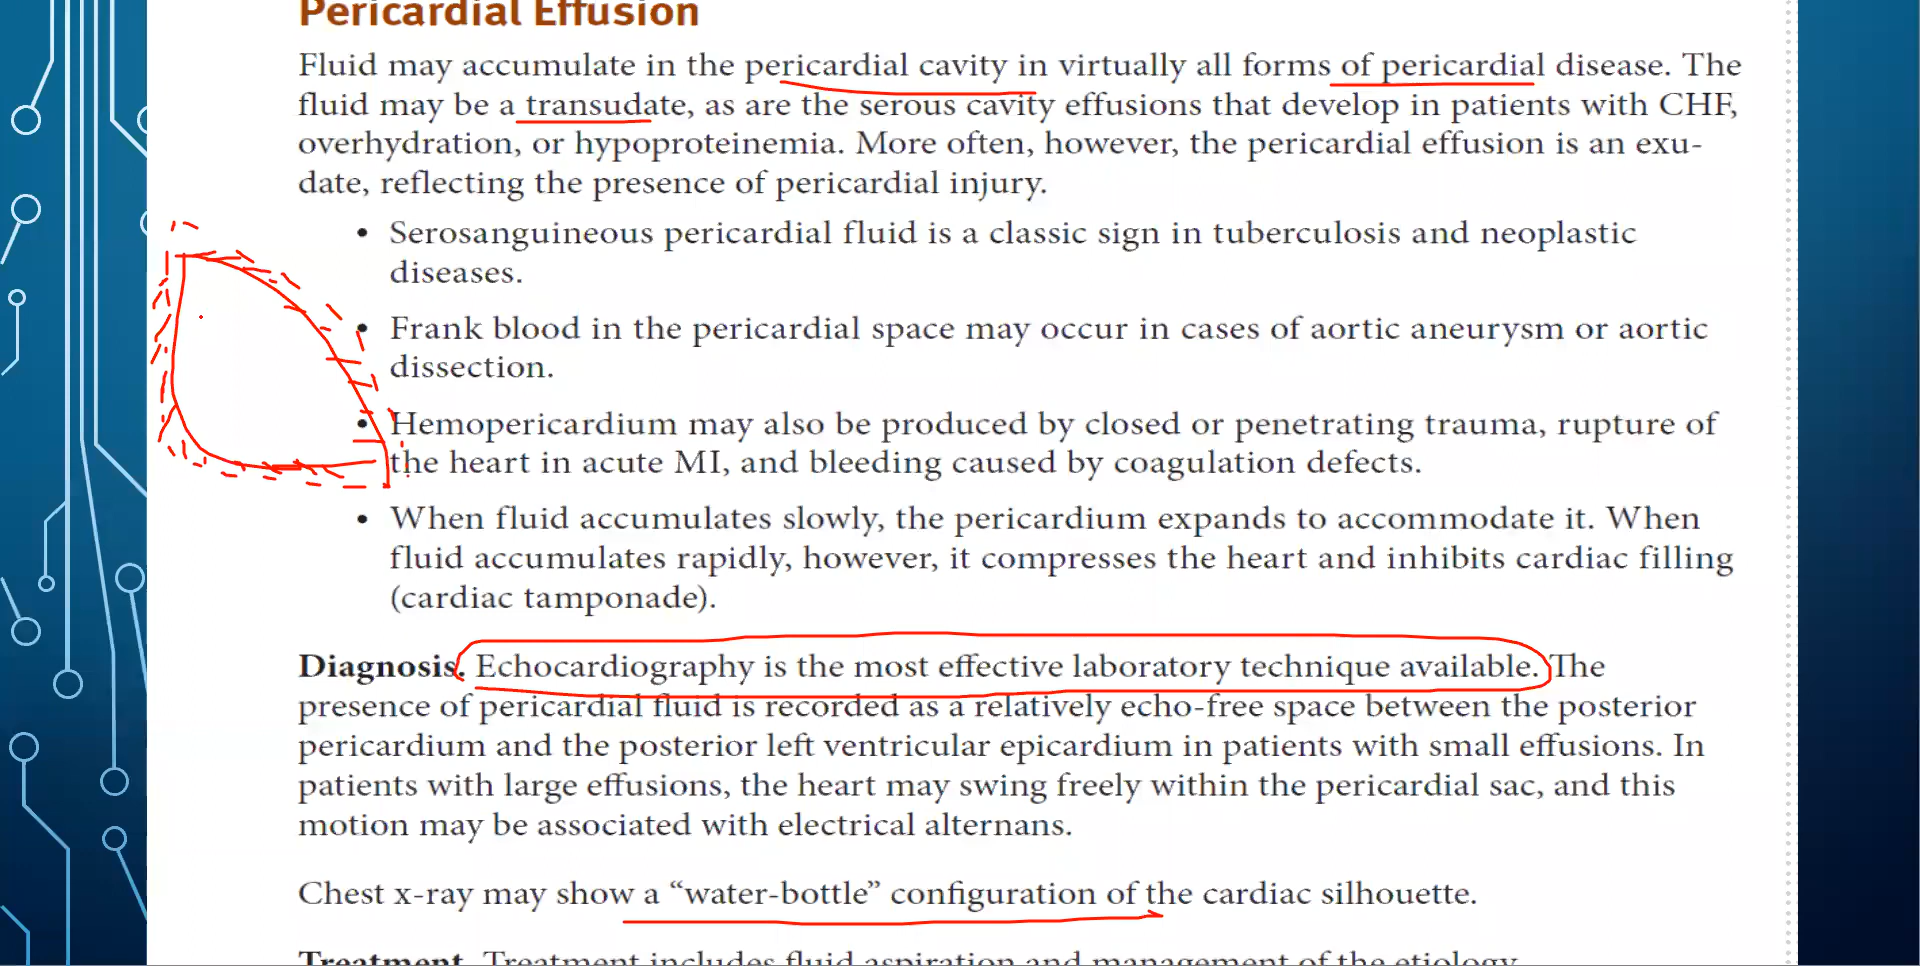 Pericardial Effusion
Fluid may accumulate in the pericardial cavity in virtually all forms of pericardial disease. The
fluid may be a transudate, as are the serous cavity effusions that develop in patients with CHF,
overhydration, or hypoproteinemia. More often, however, the pericardial effusion is an exu-
date, reflecting the presence of pericardial injury.
• Serosanguineous pericardial fluid is a classic sign in tuberculosis and neoplastic
diseases.
• Frank blood in the pericardial space may occur in cases of aortic aneurysm or aortic
dissection.
• Hemopericardium may also be produced by closed or penetrating trauma, rupture of
the heart in acute MI, and bleeding caused by coagulation defects.
• When fluid accumulates slowly, the pericardium expands to accommodate it. When
fluid accumulates rapidly, however, it compresses the heart and inhibits cardiac filling
(cardiac tamponade).
Diagnosis. Echocardiography is the most effective laboratory technique available. The
presence of pericardial fluid is recorded as a relatively echo-free space between the posterior
pericardium and the posterior left ventricular epicardium in patients with small effusions. In
patients with large effusions, the heart may swing freely within the pericardial sac, and this
motion may be associated with electrical alternans.
Chest x-ray may show a “water-bottle” configuration of the cardiac silhouette.
Treatment. Treatment includes fluid aspiration and management of the etiology.